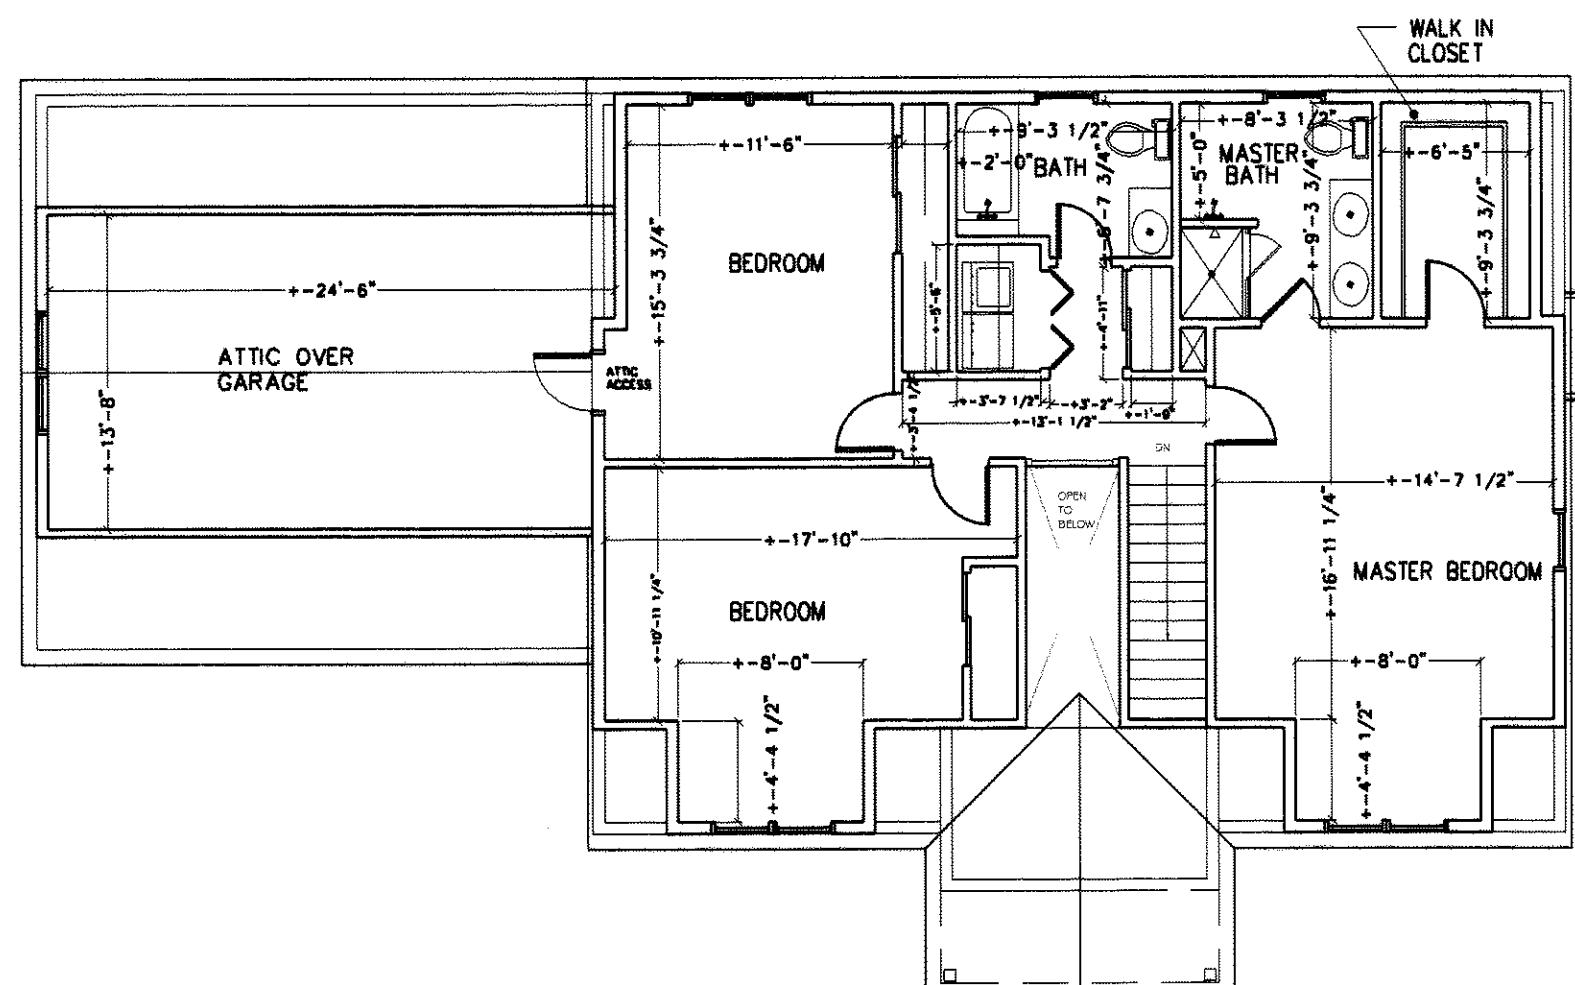 WALK IN
CLOSET
+-9'-3 1/2"
+-8'-3 1/2"
+-11'-6"
+-2'-0"
BATH
+-5'-0"
MASTER
BATH
+-6'-5"
+-9'-3 3/4"
+-9'-3 3/4"
BEDROOM
+-15'-3 3/4"
+-24'-6"
+-5'-6"
+-4'-11"
ATTIC OVER
GARAGE
ATTIC
ACCESS
+-13'-8"
+-3'-4 1/2"
+-3'-7 1/2"
+-3'-2"
+-1'-9"
+-13'-1 1/2"
DN
+-14'-7 1/2"
OPEN
TO
BELOW
+-17'-10"
+-16'-11 1/4"
MASTER BEDROOM
+-10'-11 1/4"
BEDROOM
+-8'-0"
+-8'-0"
+-4'-4 1/2"
+-4'-4 1/2"